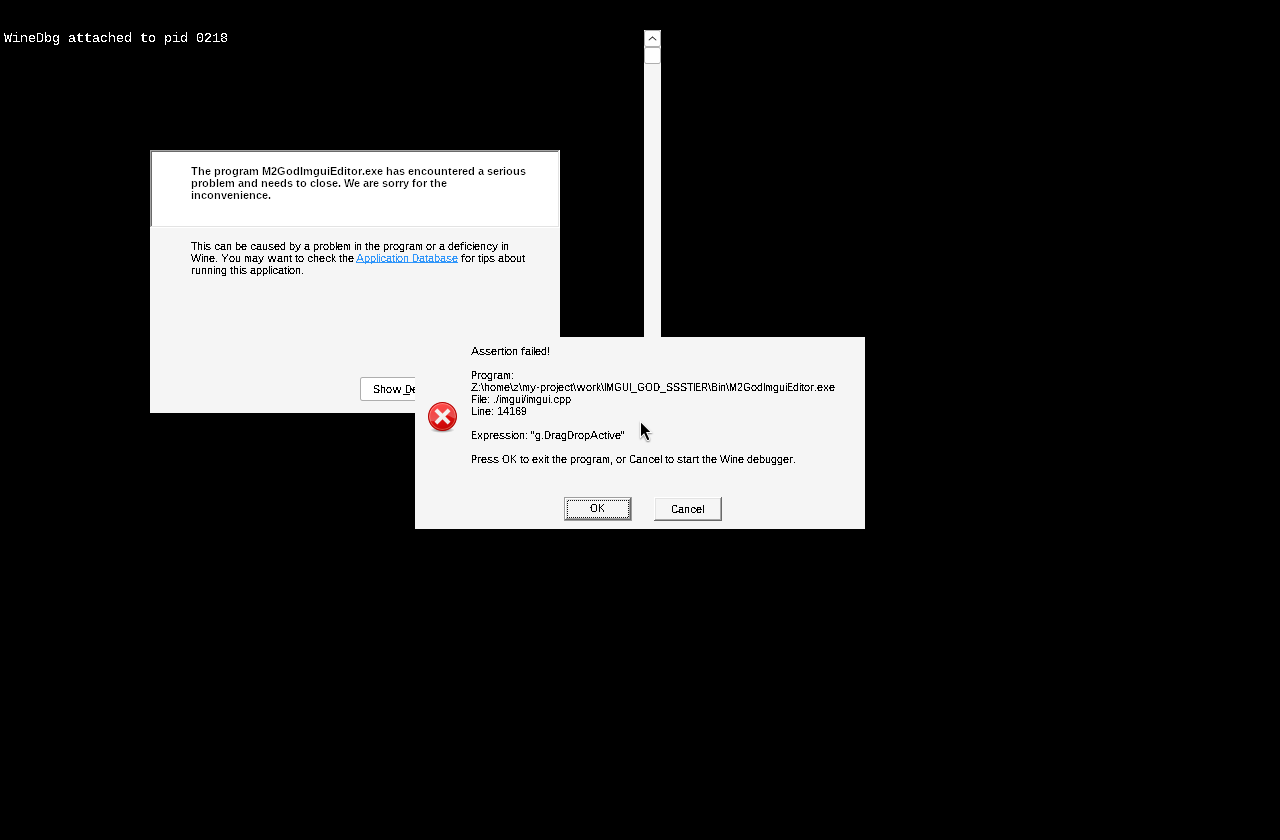 WineDbg attached to pid 0218
The program M2GodImguiEditor.exe has encountered a serious
problem and needs to close. We are sorry for the
inconvenience.
This can be caused by a problem in the program or a deficiency in
Wine. You may want to check the Application Database for tips about
running this application.
Show De
Assertion failed!
Program:
Z:\home\z\my-project\work\IMGUI_GOD_SSSTIER\Bin\M2GodImguiEditor.exe
File: ./imgui/imgui.cpp
Line: 14169
Expression: "g.DragDropActive"
Press OK to exit the program, or Cancel to start the Wine debugger.
OK
Cancel